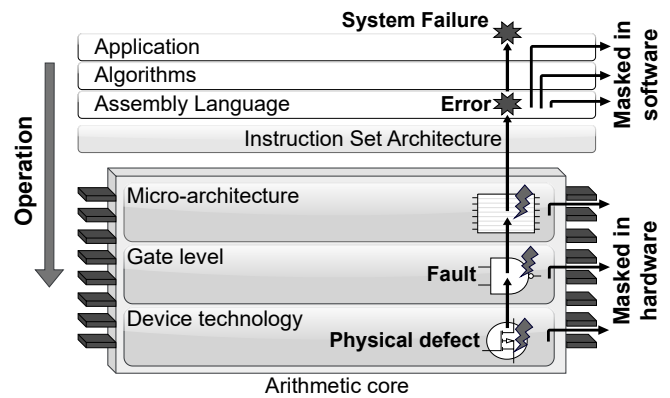 System Failure
Application
Algorithms
Assembly Language
Error
Instruction Set Architecture
Masked in
software
Operation
Micro-architecture
Gate level
Fault
Device technology
Physical defect
Masked in
hardware
Arithmetic core